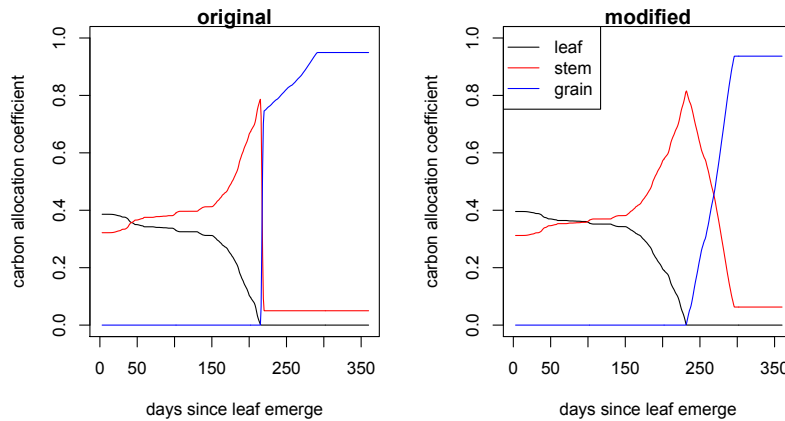 original
carbon allocation coefficient
1.0
0.8
0.6
0.4
0.2
0.0
0 50 150 250 350
days since leaf emerge
modified
carbon allocation coefficient
1.0
0.8
0.6
0.4
0.2
0.0
leaf
stem
grain
0 50 150 250 350
days since leaf emerge